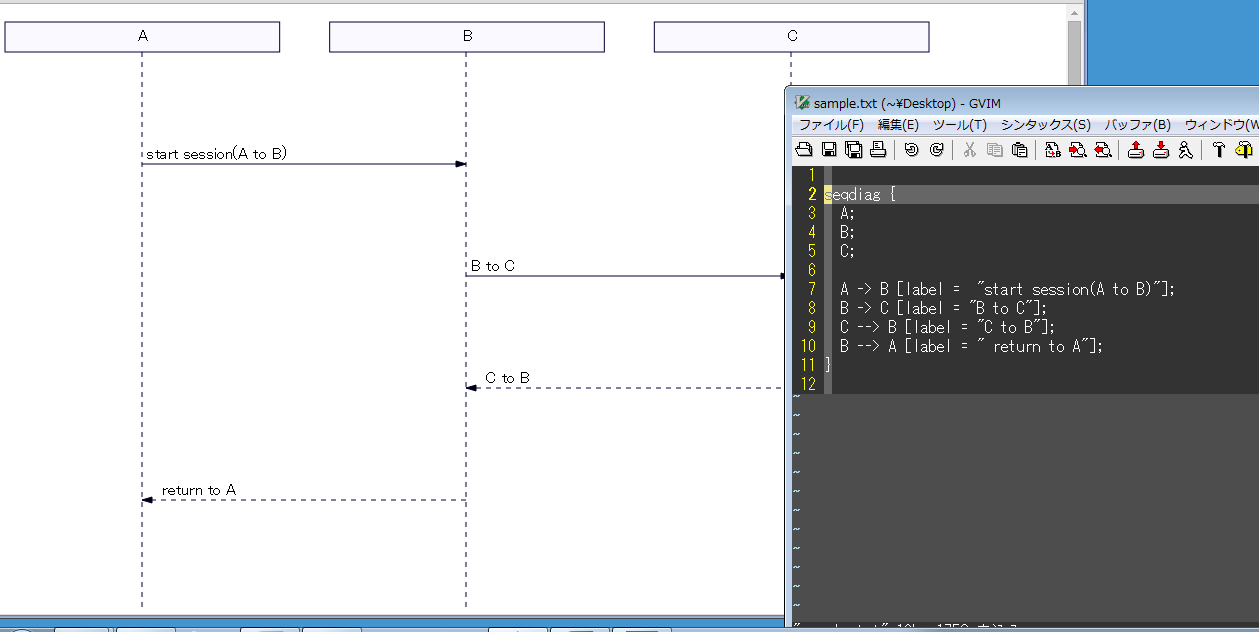 A
B
C
start session(A to B)
B to C
C to B
return to A
sample.txt (~¥Desktop) - GVIM
ファイル(F) 編集(E) ツール(T) シンタックス(S) バッファ(B) ウィンドウ(W
1
2 seqdiag {
3 A;
4 B;
5 C;
6
7 A -> B [label =  "start session(A to B)"];
8 B -> C [label = "B to C"];
9 C --> B [label = "C to B"];
10 B --> A [label = " return to A"];
11 }
12
~
~
~
~
~
~
~
~
~
~
~
~